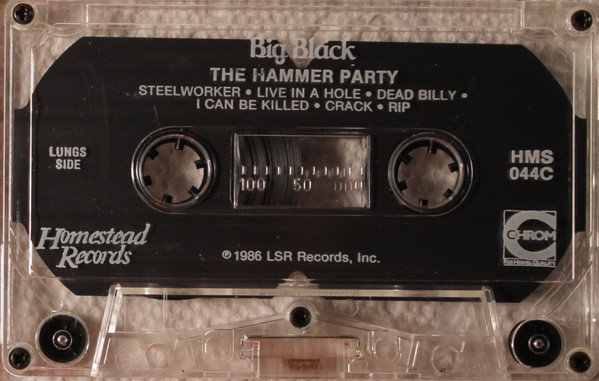 Big Black
THE HAMMER PARTY
STEELWORKER • LIVE IN A HOLE • DEAD BILLY •
I CAN BE KILLED • CRACK • RIP
LUNGS
SIDE
HMS
044C
100 50 000
Homestead
Records
CHROM
℗ 1986 LSR Records, Inc.